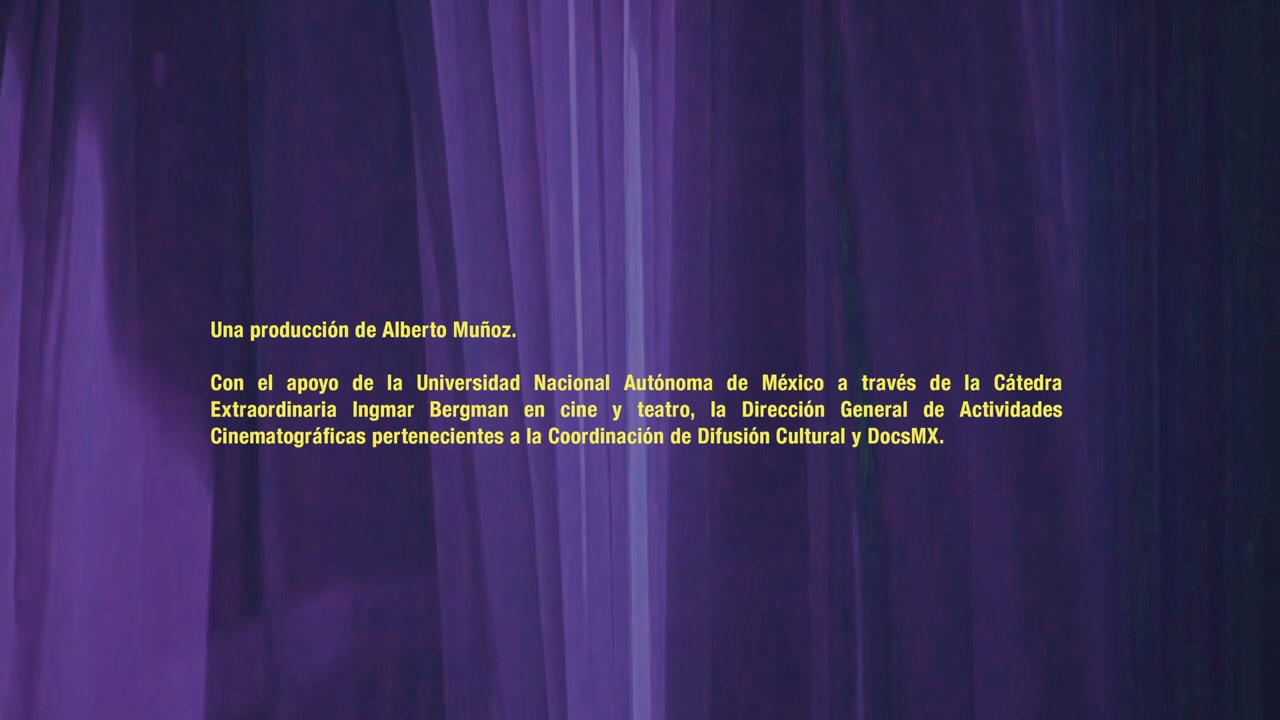 Una producción de Alberto Muñoz.
Con el apoyo de la Universidad Nacional Autónoma de México a través de la Cátedra
Extraordinaria Ingmar Bergman en cine y teatro, la Dirección General de Actividades
Cinematográficas pertenecientes a la Coordinación de Difusión Cultural y DocsMX.